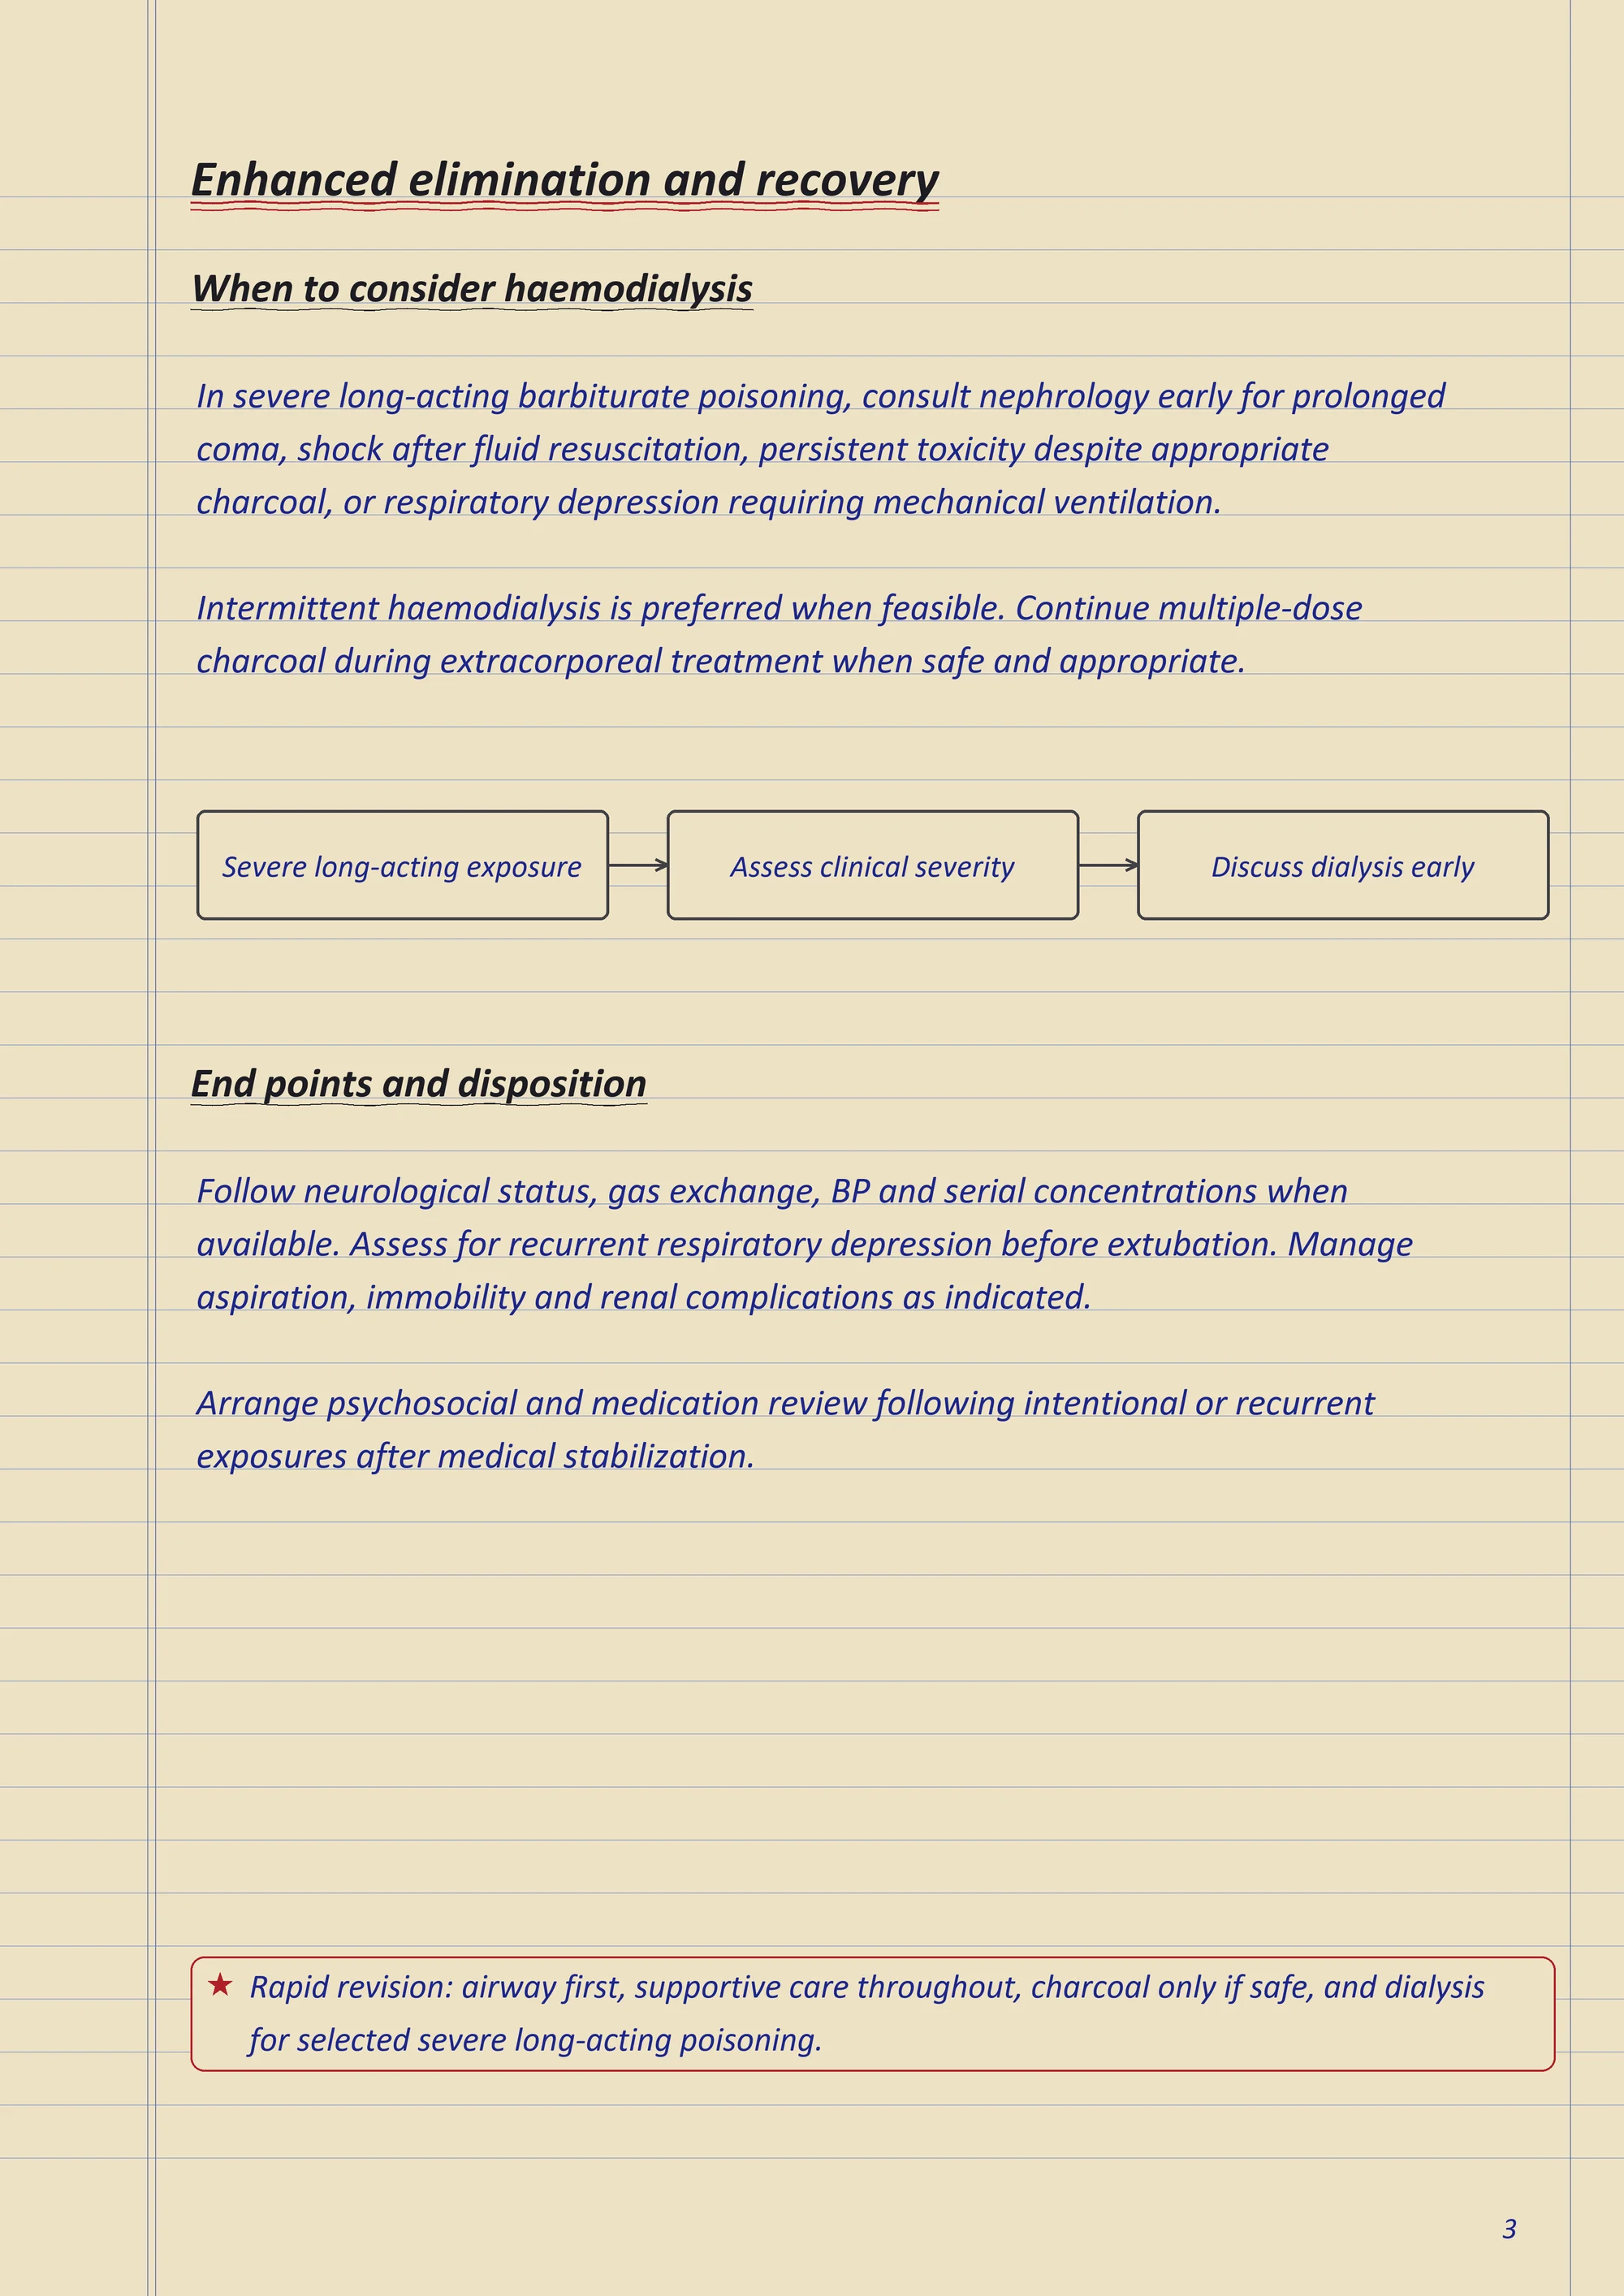 Enhanced elimination and recovery
When to consider haemodialysis
In severe long-acting barbiturate poisoning, consult nephrology early for prolonged
coma, shock after fluid resuscitation, persistent toxicity despite appropriate
charcoal, or respiratory depression requiring mechanical ventilation.
Intermittent haemodialysis is preferred when feasible. Continue multiple-dose
charcoal during extracorporeal treatment when safe and appropriate.
Severe long-acting exposure
Assess clinical severity
Discuss dialysis early
End points and disposition
Follow neurological status, gas exchange, BP and serial concentrations when
available. Assess for recurrent respiratory depression before extubation. Manage
aspiration, immobility and renal complications as indicated.
Arrange psychosocial and medication review following intentional or recurrent
exposures after medical stabilization.
★ Rapid revision: airway first, supportive care throughout, charcoal only if safe, and dialysis
for selected severe long-acting poisoning.
3